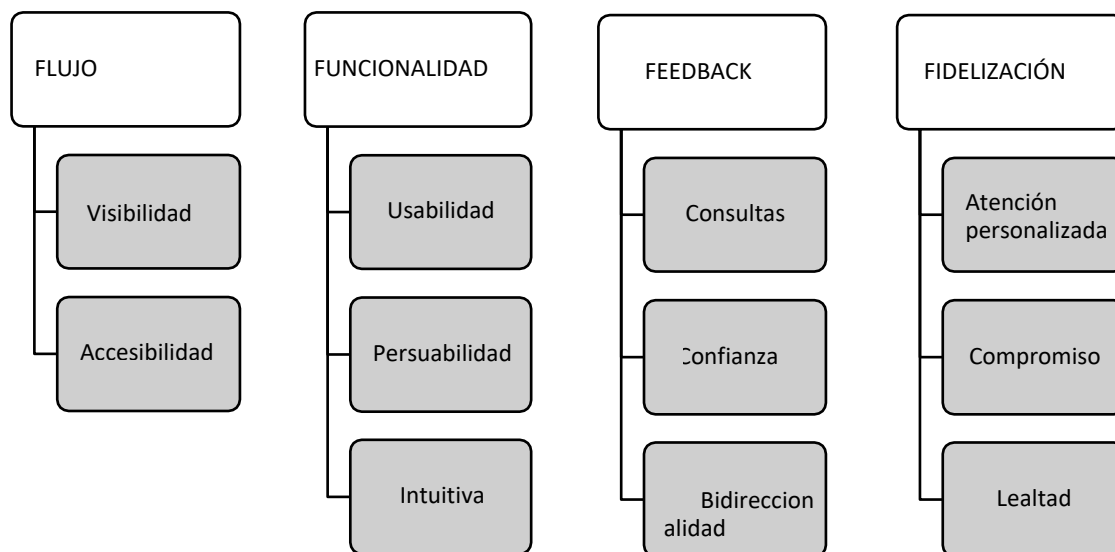 FLUJO
Visibilidad
Accesibilidad
FUNCIONALIDAD
Usabilidad
Persuabilidad
Intuitiva
FEEDBACK
Consultas
Confianza
Bidireccion
alidad
FIDELIZACIÓN
Atención
personalizada
Compromiso
Lealtad